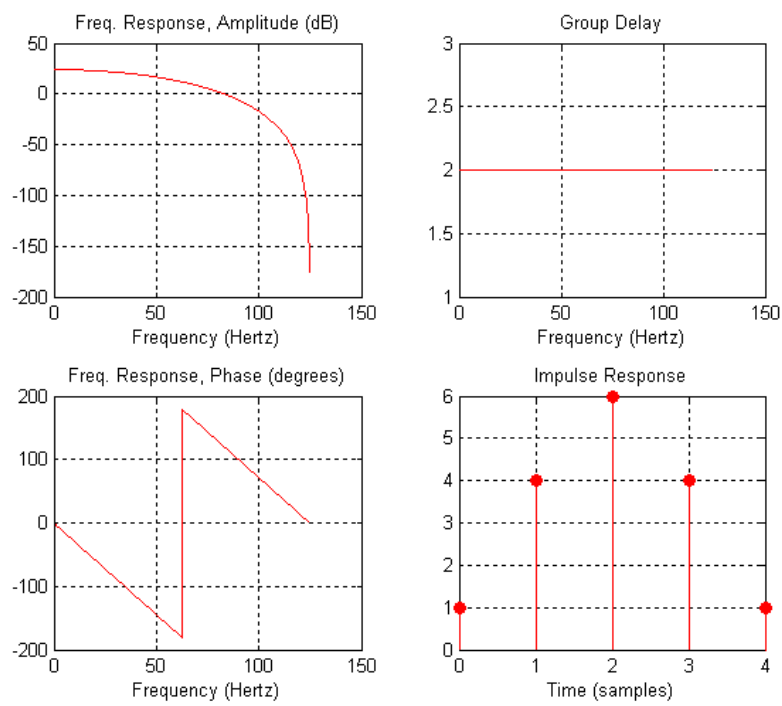 Freq. Response, Amplitude (dB)
50
0
-50
-100
-150
-200
0 50 100 150
Frequency (Hertz)
Group Delay
3
2.5
2
1.5
1
0 50 100 150
Frequency (Hertz)
Freq. Response, Phase (degrees)
200
100
0
-100
-200
0 50 100 150
Frequency (Hertz)
Impulse Response
6
5
4
3
2
1
0
0 1 2 3 4
Time (samples)